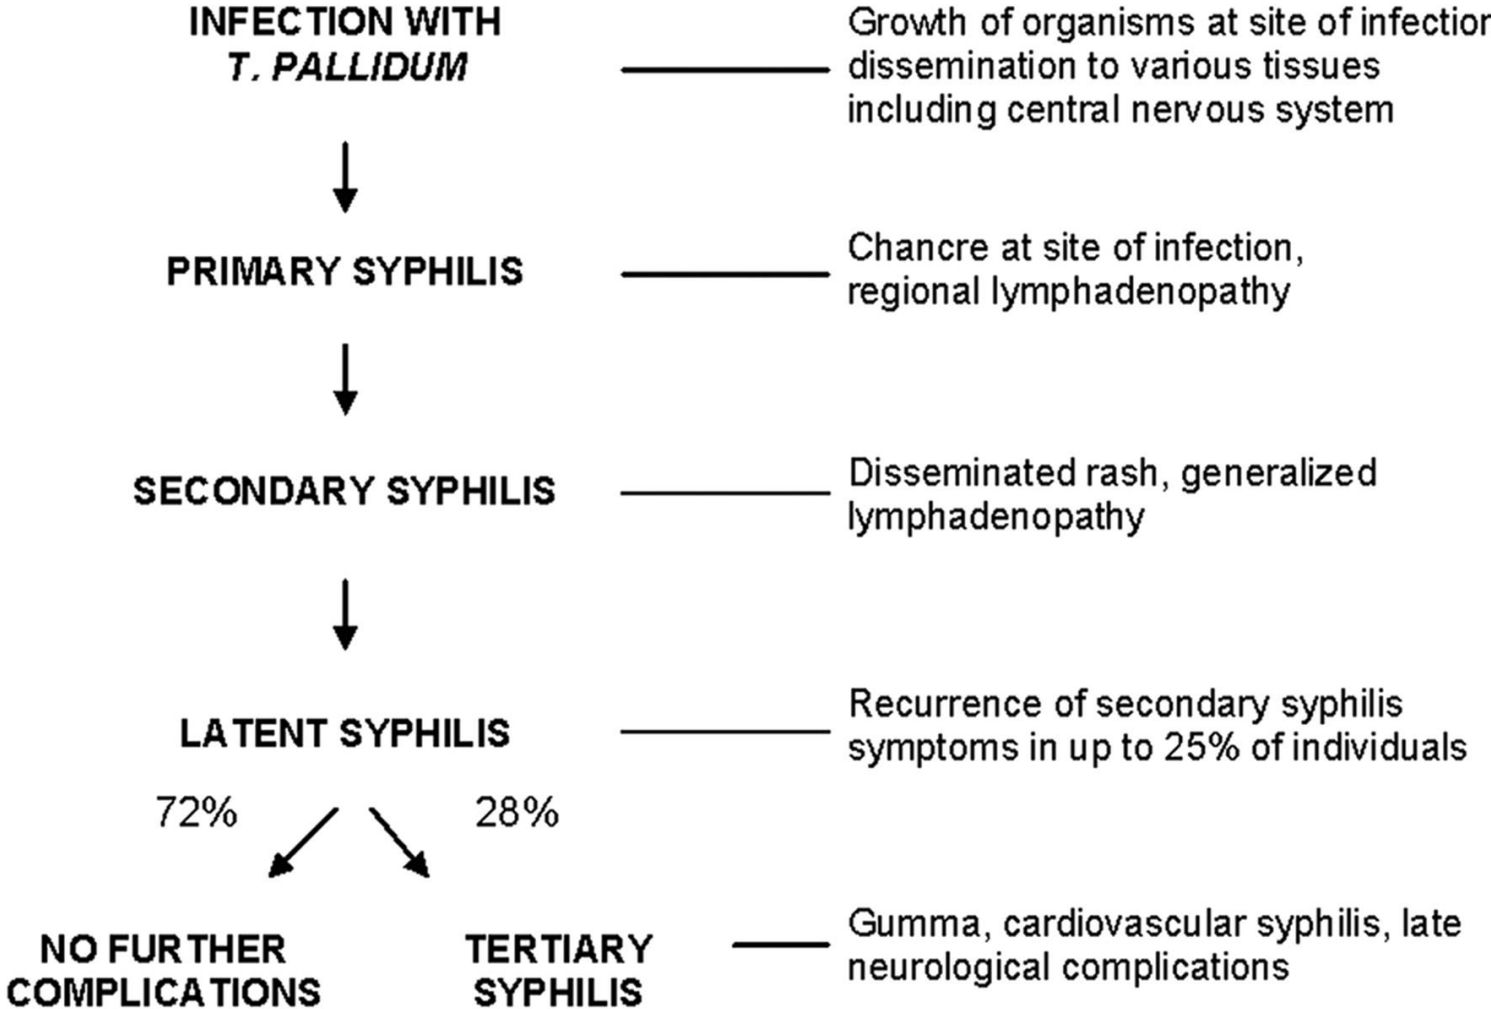 INFECTION WITH
T. PALLIDUM
Growth of organisms at site of infection
dissemination to various tissues
including central nervous system
PRIMARY SYPHILIS
Chancre at site of infection,
regional lymphadenopathy
SECONDARY SYPHILIS
Disseminated rash, generalized
lymphadenopathy
LATENT SYPHILIS
Recurrence of secondary syphilis
symptoms in up to 25% of individuals
72%
28%
NO FURTHER
COMPLICATIONS
TERTIARY
SYPHILIS
Gumma, cardiovascular syphilis, late
neurological complications